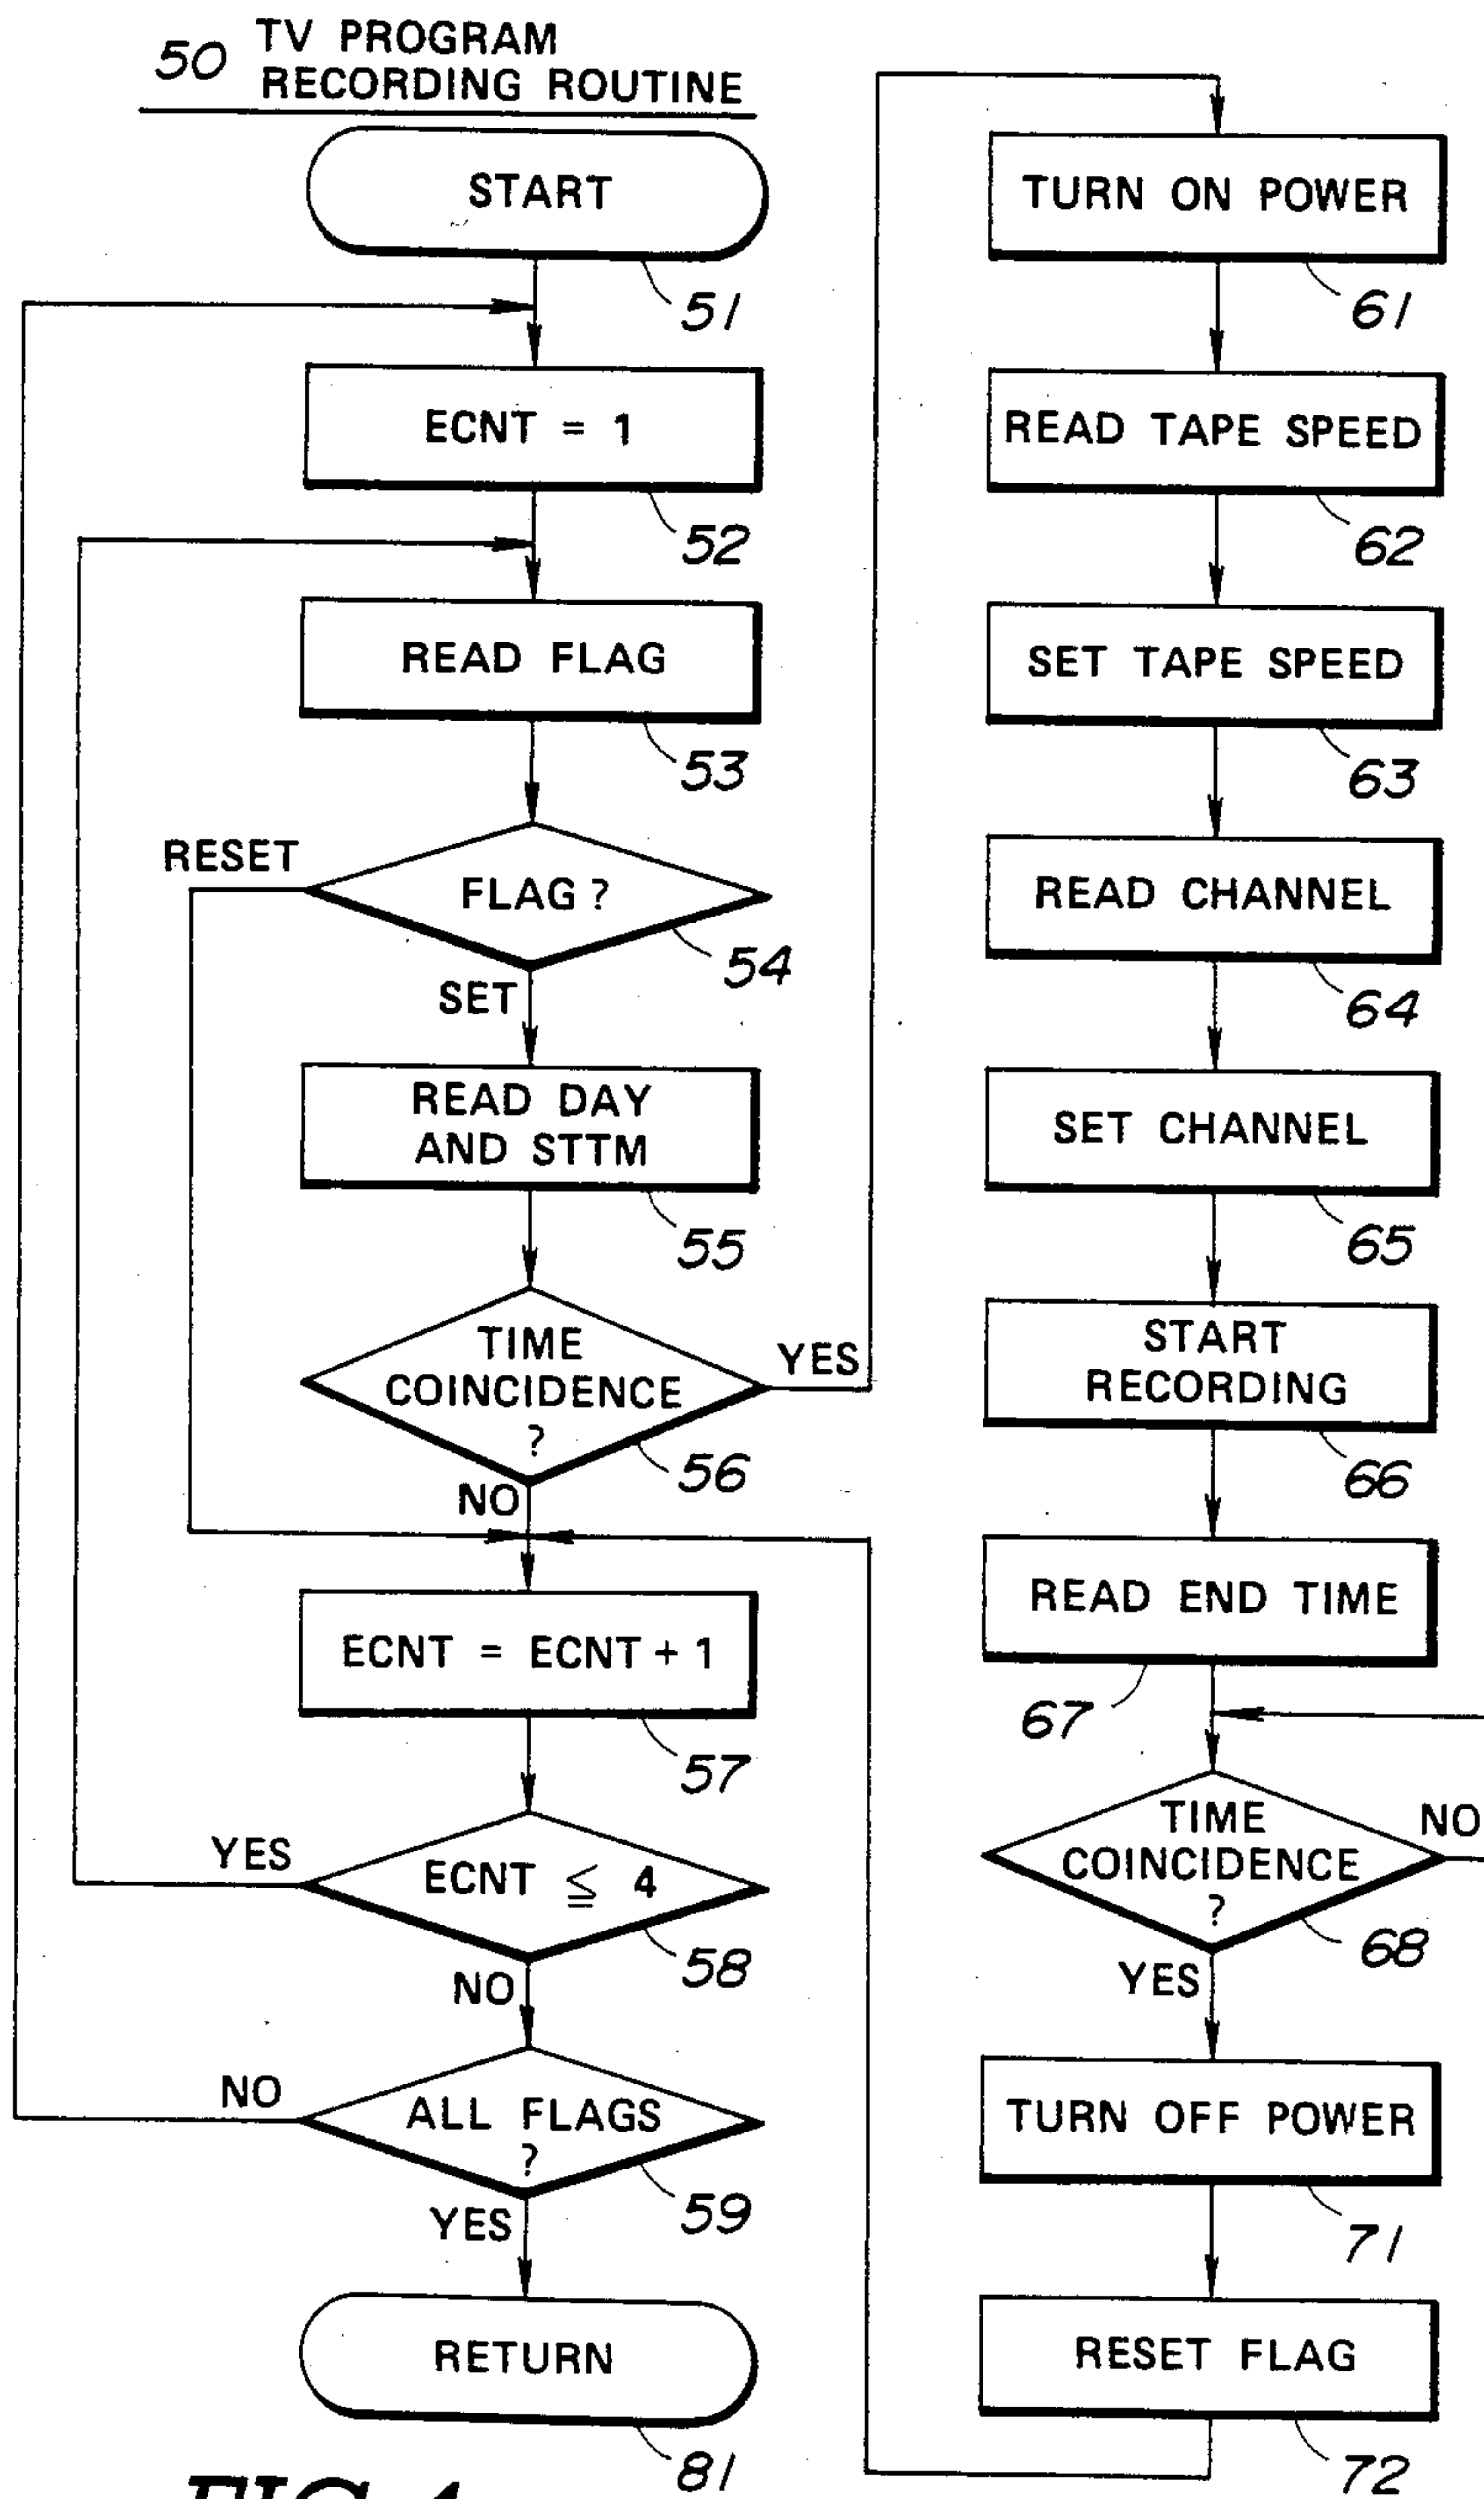 50 TV PROGRAM
RECORDING ROUTINE
START
51
ECNT = 1
52
READ FLAG
53
RESET
FLAG ?
54
SET
READ DAY
AND STTM
55
TIME
COINCIDENCE
?
YES
56
NO
ECNT = ECNT + 1
57
YES
ECNT ≦ 4
58
NO
NO
ALL FLAGS
?
59
YES
RETURN
81
TURN ON POWER
61
READ TAPE SPEED
62
SET TAPE SPEED
63
READ CHANNEL
64
SET CHANNEL
65
START
RECORDING
66
READ END TIME
67
TIME
COINCIDENCE
?
NO
68
YES
TURN OFF POWER
71
RESET FLAG
72